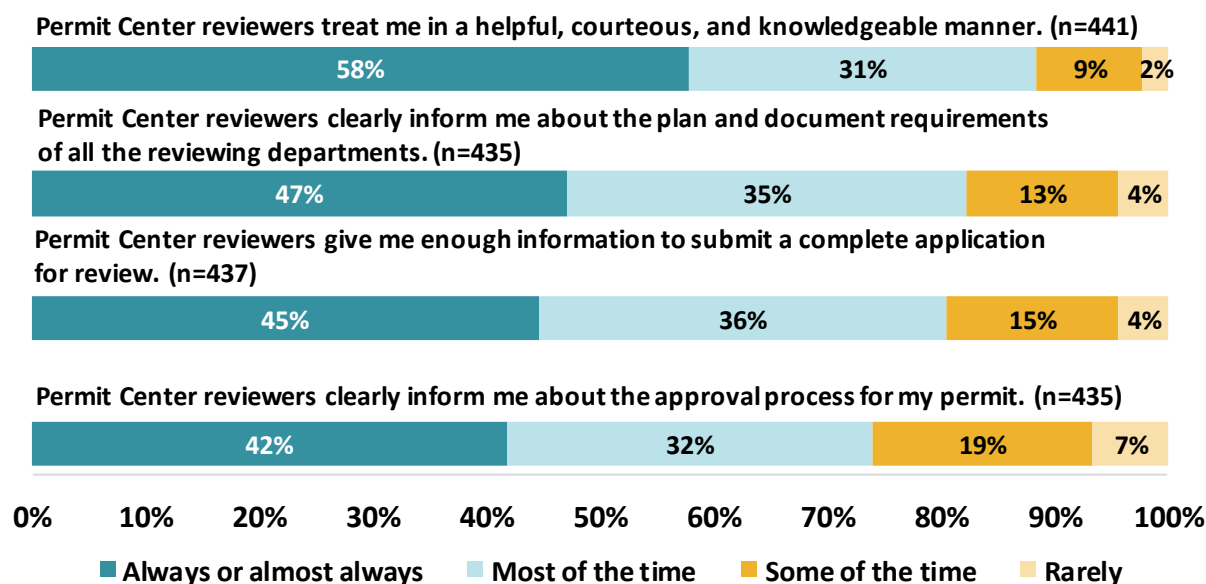 Permit Center reviewers treat me in a helpful, courteous, and knowledgeable manner. (n=441)
58% 31% 9% 2%
Permit Center reviewers clearly inform me about the plan and document requirements
of all the reviewing departments. (n=435)
47% 35% 13% 4%
Permit Center reviewers give me enough information to submit a complete application
for review. (n=437)
45% 36% 15% 4%
Permit Center reviewers clearly inform me about the approval process for my permit. (n=435)
42% 32% 19% 7%
0% 10% 20% 30% 40% 50% 60% 70% 80% 90% 100%
Always or almost always Most of the time Some of the time Rarely